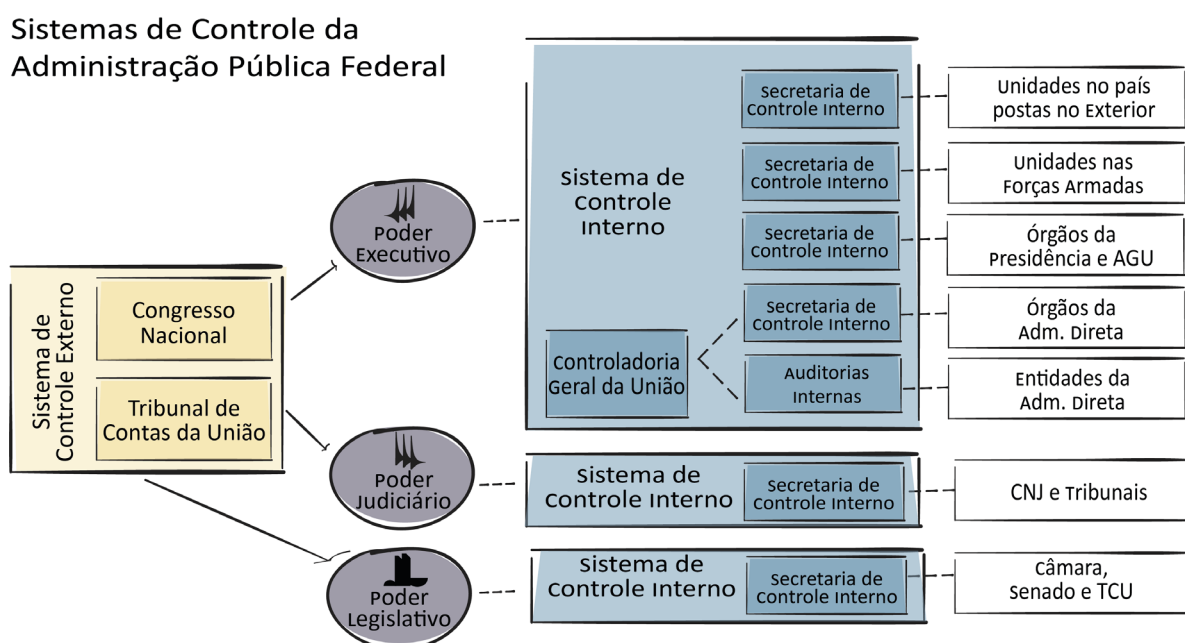 Sistemas de Controle da
Administração Pública Federal
Sistema de
Controle Externo
Congresso
Nacional
Tribunal de
Contas da União
Poder
Executivo
Sistema de
Controle
Interno
Secretaria de
Controle Interno
Unidades no país
postas no Exterior
Secretaria de
Controle Interno
Unidades nas
Forças Armadas
Secretaria de
Controle Interno
Órgãos da
Presidência e AGU
Secretaria de
Controle Interno
Órgãos da
Adm. Direta
Controladoria
Geral da União
Auditorias
Internas
Entidades da
Adm. Direta
Poder
Judiciário
Sistema de
Controle Interno
Secretaria de
Controle Interno
CNJ e Tribunais
Poder
Legislativo
Sistema de
Controle Interno
Secretaria de
Controle Interno
Câmara,
Senado e TCU